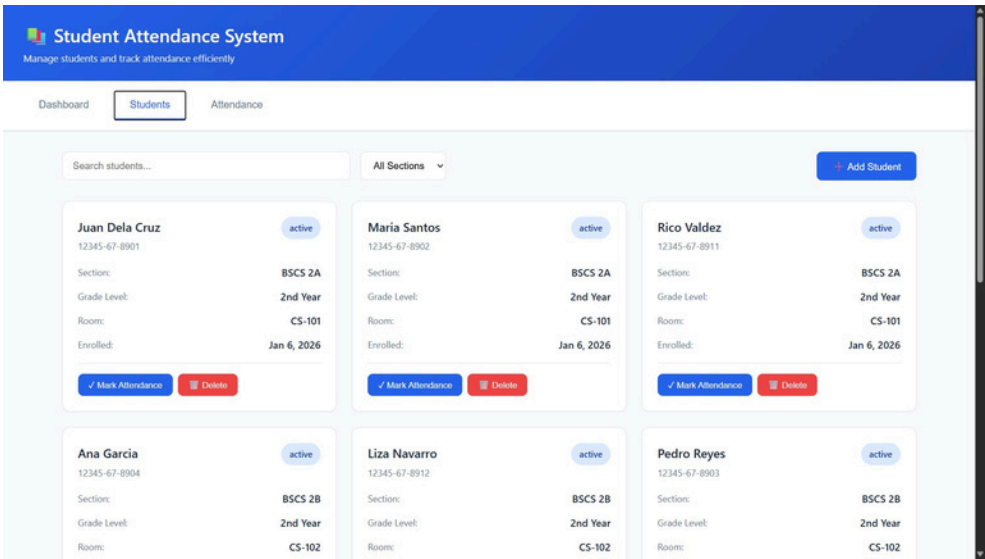 Student Attendance System
Manage students and track attendance efficiently
Dashboard Students Attendance
Search students... All Sections + Add Student
Juan Dela Cruz active
12345-67-8901
Section: BSCS 2A
Grade Level: 2nd Year
Room: CS-101
Enrolled: Jan 6, 2026
✓ Mark Attendance Delete
Maria Santos active
12345-67-8902
Section: BSCS 2A
Grade Level: 2nd Year
Room: CS-101
Enrolled: Jan 6, 2026
✓ Mark Attendance Delete
Rico Valdez active
12345-67-8911
Section: BSCS 2A
Grade Level: 2nd Year
Room: CS-101
Enrolled: Jan 6, 2026
✓ Mark Attendance Delete
Ana Garcia active
12345-67-8904
Section: BSCS 2B
Grade Level: 2nd Year
Room: CS-102
Liza Navarro active
12345-67-8912
Section: BSCS 2B
Grade Level: 2nd Year
Room: CS-102
Pedro Reyes active
12345-67-8903
Section: BSCS 2B
Grade Level: 2nd Year
Room: CS-102